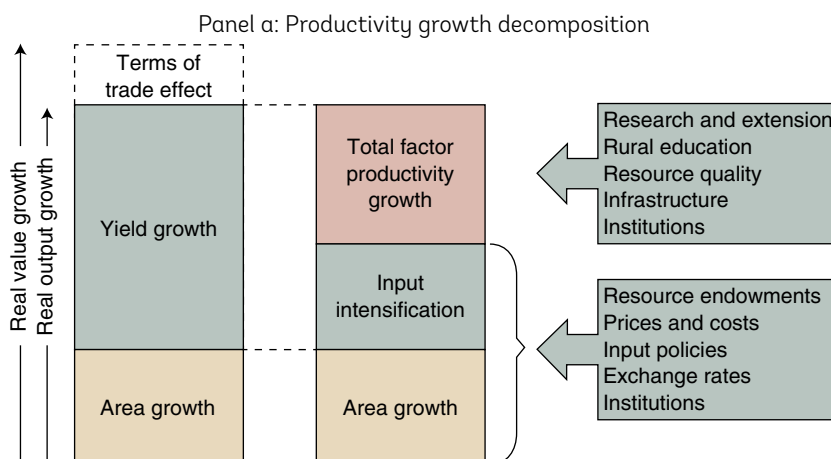 Panel a: Productivity growth decomposition
Real value growth
Real output growth
Terms of
trade effect
Yield growth
Area growth
Total factor
productivity
growth
Input
intensification
Area growth
Research and extension
Rural education
Resource quality
Infrastructure
Institutions
Resource endowments
Prices and costs
Input policies
Exchange rates
Institutions